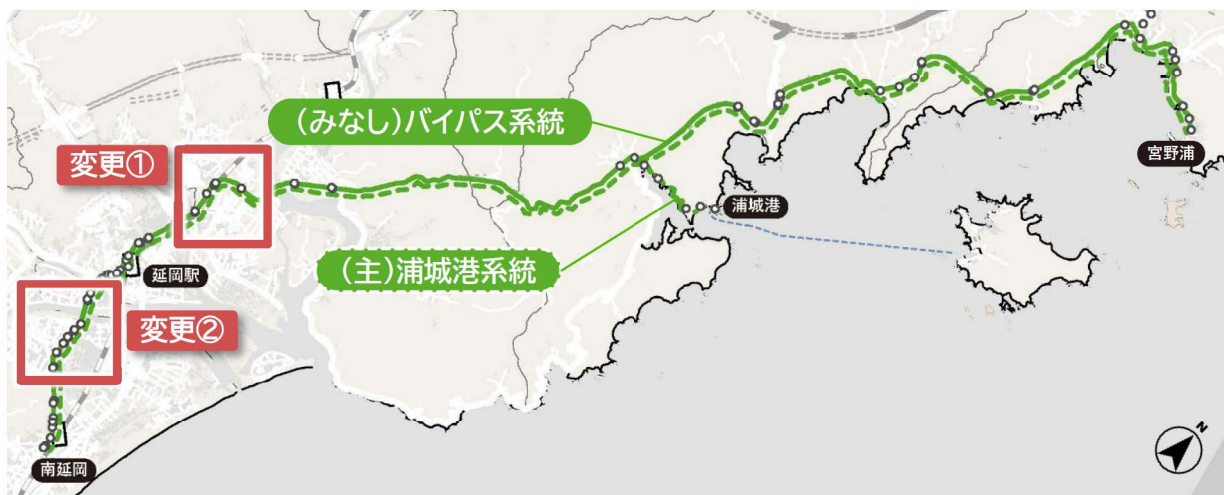 (みなし)バイパス系統
変更①
宮野浦
浦城港
(主)浦城港系統
延岡駅
変更②
南延岡
N